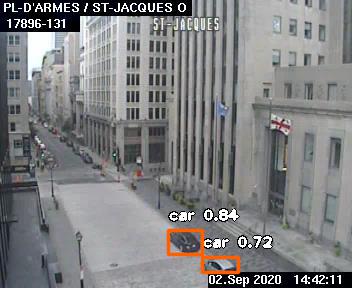 PL-D'ARMES / ST-JACQUES O
17896-131
ST-JACQUES
car 0.84
car 0.72
02.Sep 2020 14:42:11